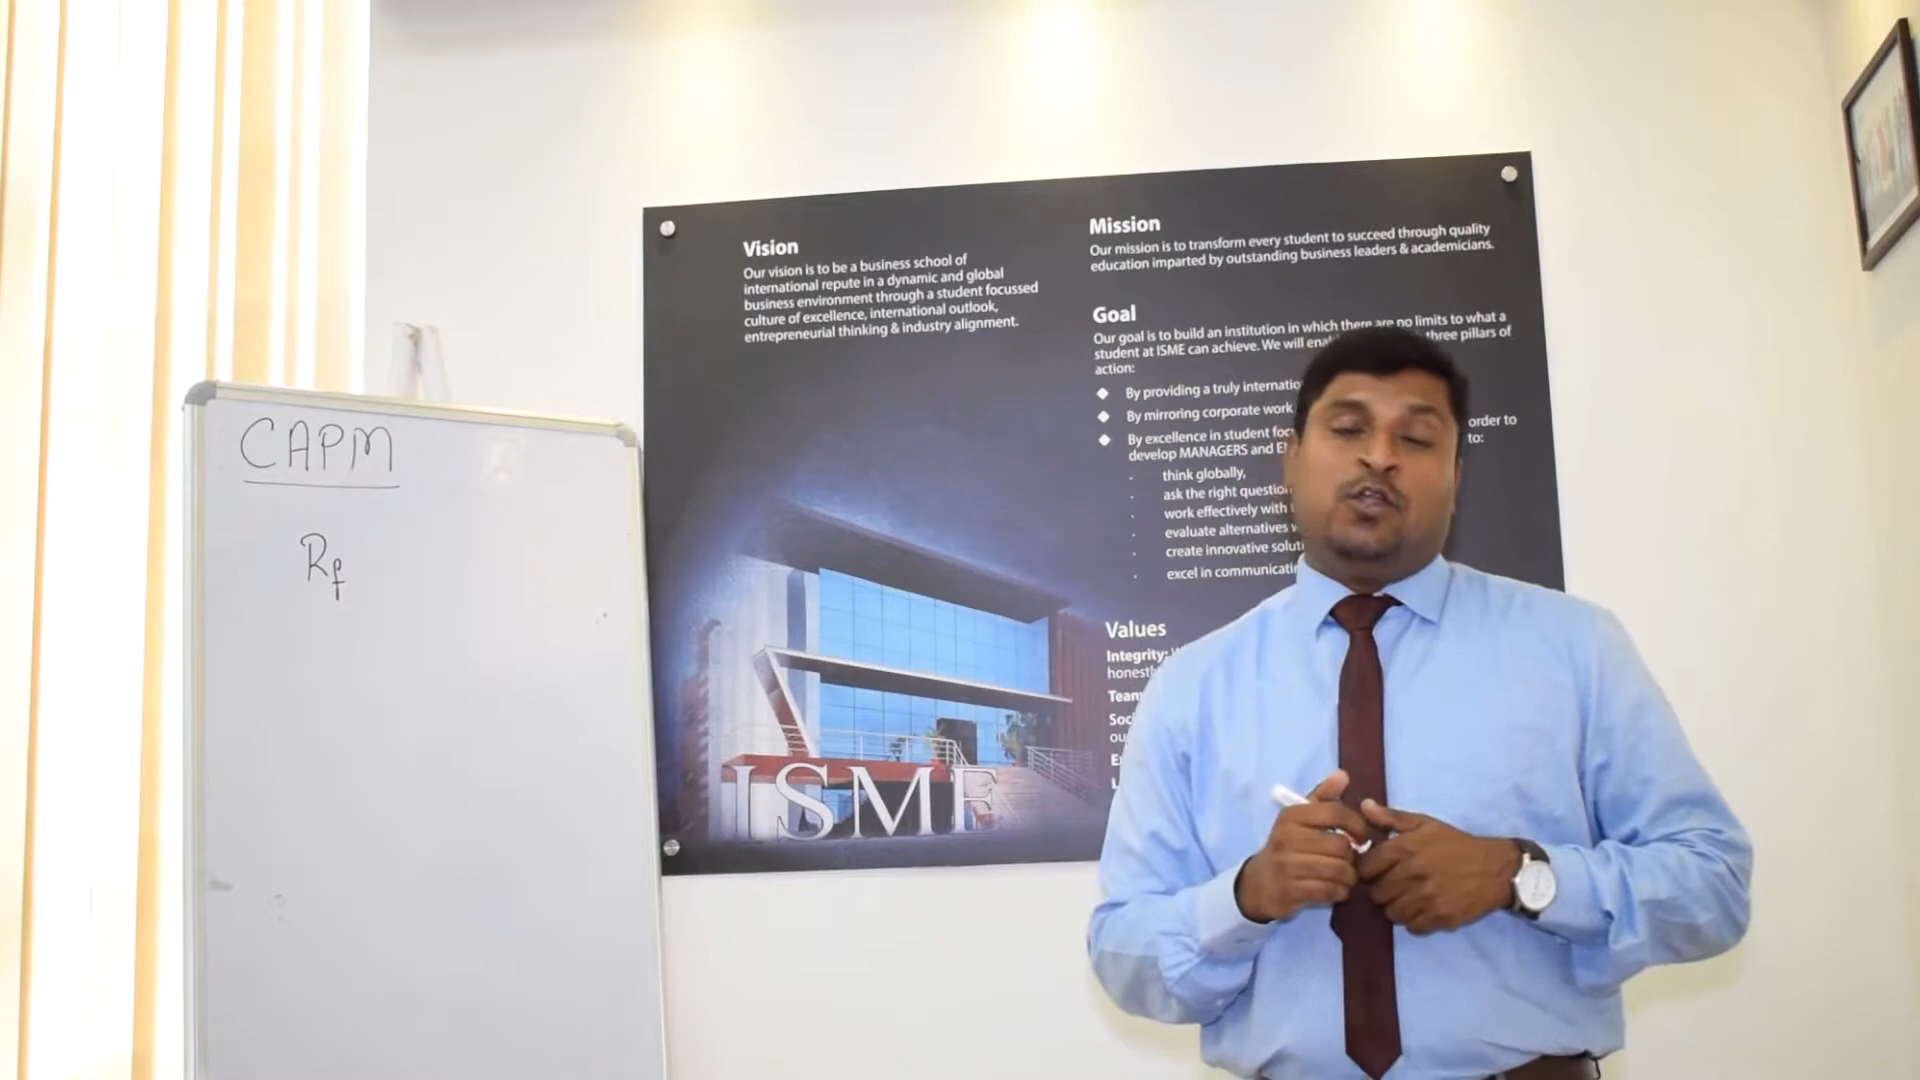 CAPM
Rf
Vision
Our vision is to be a business school of
international repute in a dynamic and global
business environment through a student focussed
culture of excellence, international outlook,
entrepreneurial thinking & industry alignment.
Mission
Our mission is to transform every student to succeed through quality
education imparted by outstanding business leaders & academicians.
Goal
Our goal is to build an institution in which there are no limits to what a
student at ISME can achieve. We will three pillars of
action:
By providing a truly
By mirroring corporate work order to
By excellence in student to:
develop MANAGERS and
think globally,
ask the right
work effectively with
evaluate alternatives
create innovative
excel in
Values
Integrity:
ISME